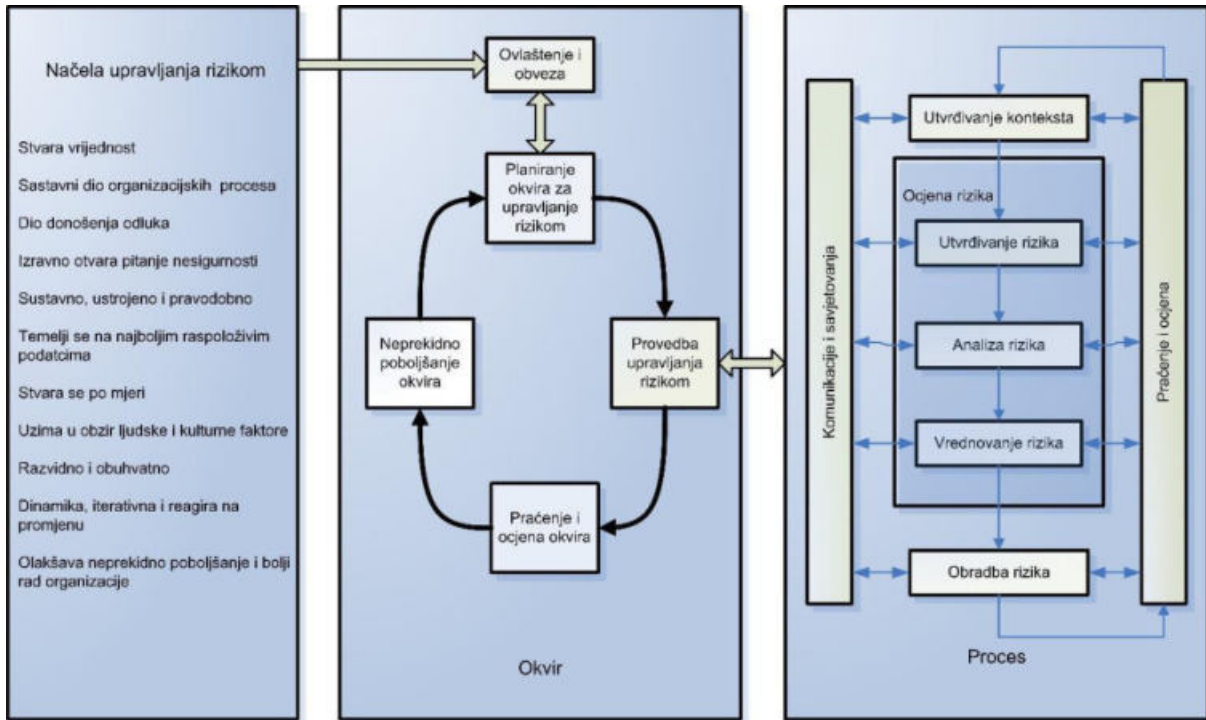 Načela upravljanja rizikom
Stvara vrijednost
Sastavni dio organizacijskih procesa
Dio donošenja odluka
Izravno otvara pitanje nesigurnosti
Sustavno, ustrojeno i pravodobno
Temelji se na najboljim raspoloživim
podatcima
Stvara se po mjeri
Uzima u obzir ljudske i kulturne faktore
Razvidno i obuhvatno
Dinamika, iterativna i reagira na
promjenu
Olakšava neprekidno poboljšanje i bolji
rad organizacije
Ovlaštenje i
obveza
Planiranje
okvira za
upravljanje
rizikom
Neprekidno
poboljšanje
okvira
Provedba
upravljanja
rizikom
Praćenje i
ocjena okvira
Okvir
Komunikacije i savjetovanja
Utvrđivanje konteksta
Ocjena rizika
Utvrđivanje rizika
Analiza rizika
Vrednovanje rizika
Obradba rizika
Praćenje i ocjena
Proces